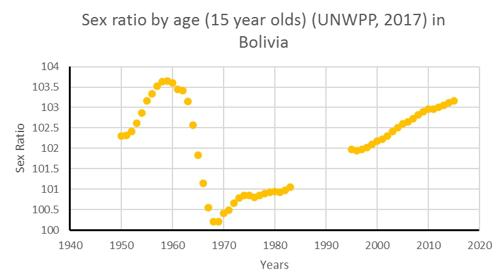 Sex ratio by age (15 year olds) (UNWPP, 2017) in
Bolivia
104
103.5
103
102.5
102
101.5
101
100.5
100
Sex Ratio
1940 1950 1960 1970 1980 1990 2000 2010 2020
Years